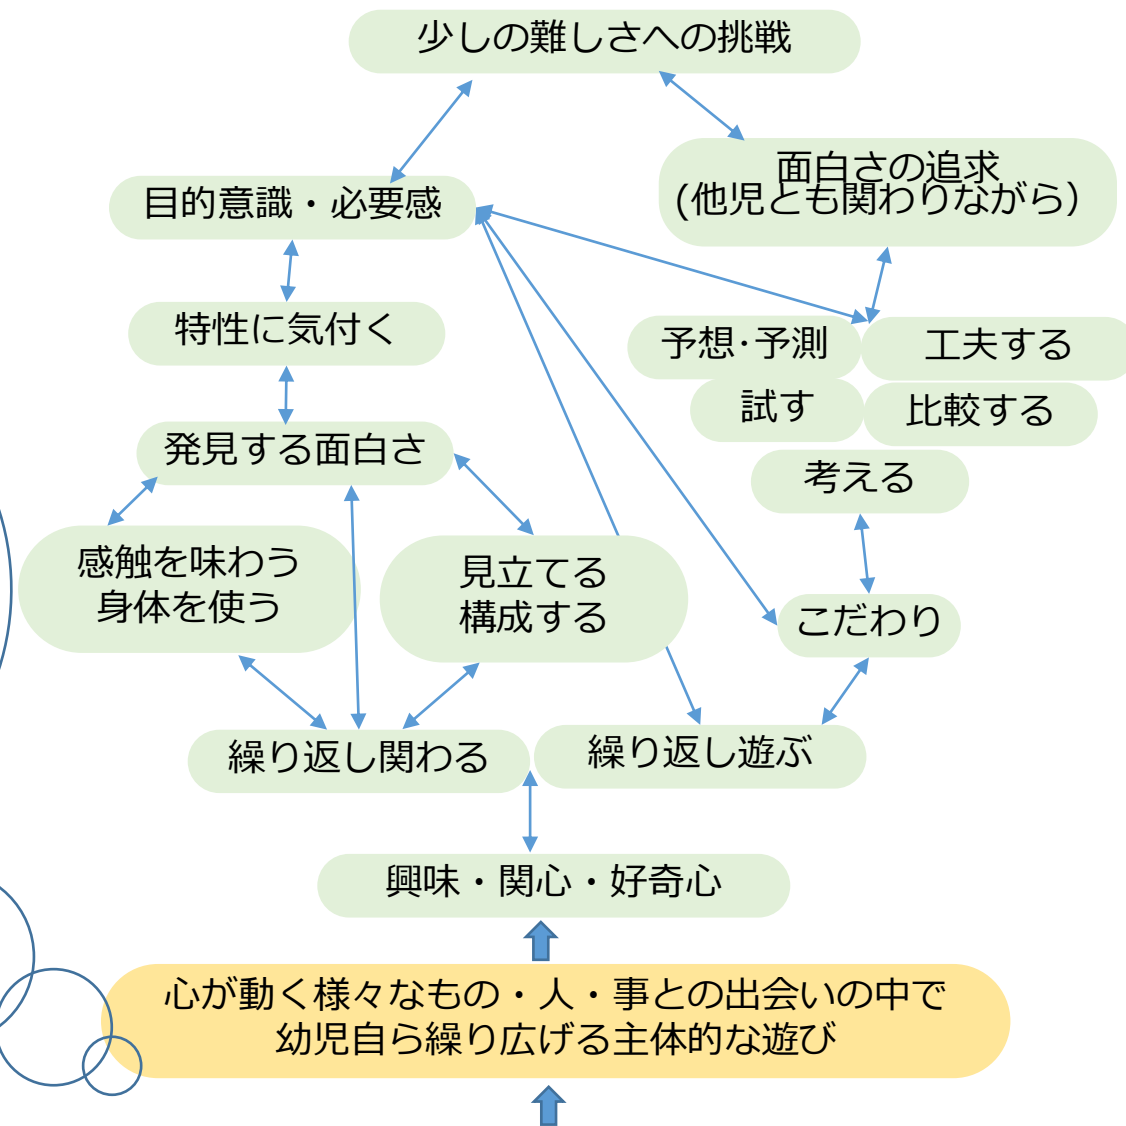 少しの難しさへの挑戦
面白さの追求
(他児とも関わりながら）
目的意識・必要感
特性に気付く
予想･予測
工夫する
試す
比較する
発見する面白さ
考える
感触を味わう
身体を使う
見立てる
構成する
こだわり
繰り返し関わる
繰り返し遊ぶ
興味・関心・好奇心
心が動く様々なもの・人・事との出会いの中で
幼児自ら繰り広げる主体的な遊び